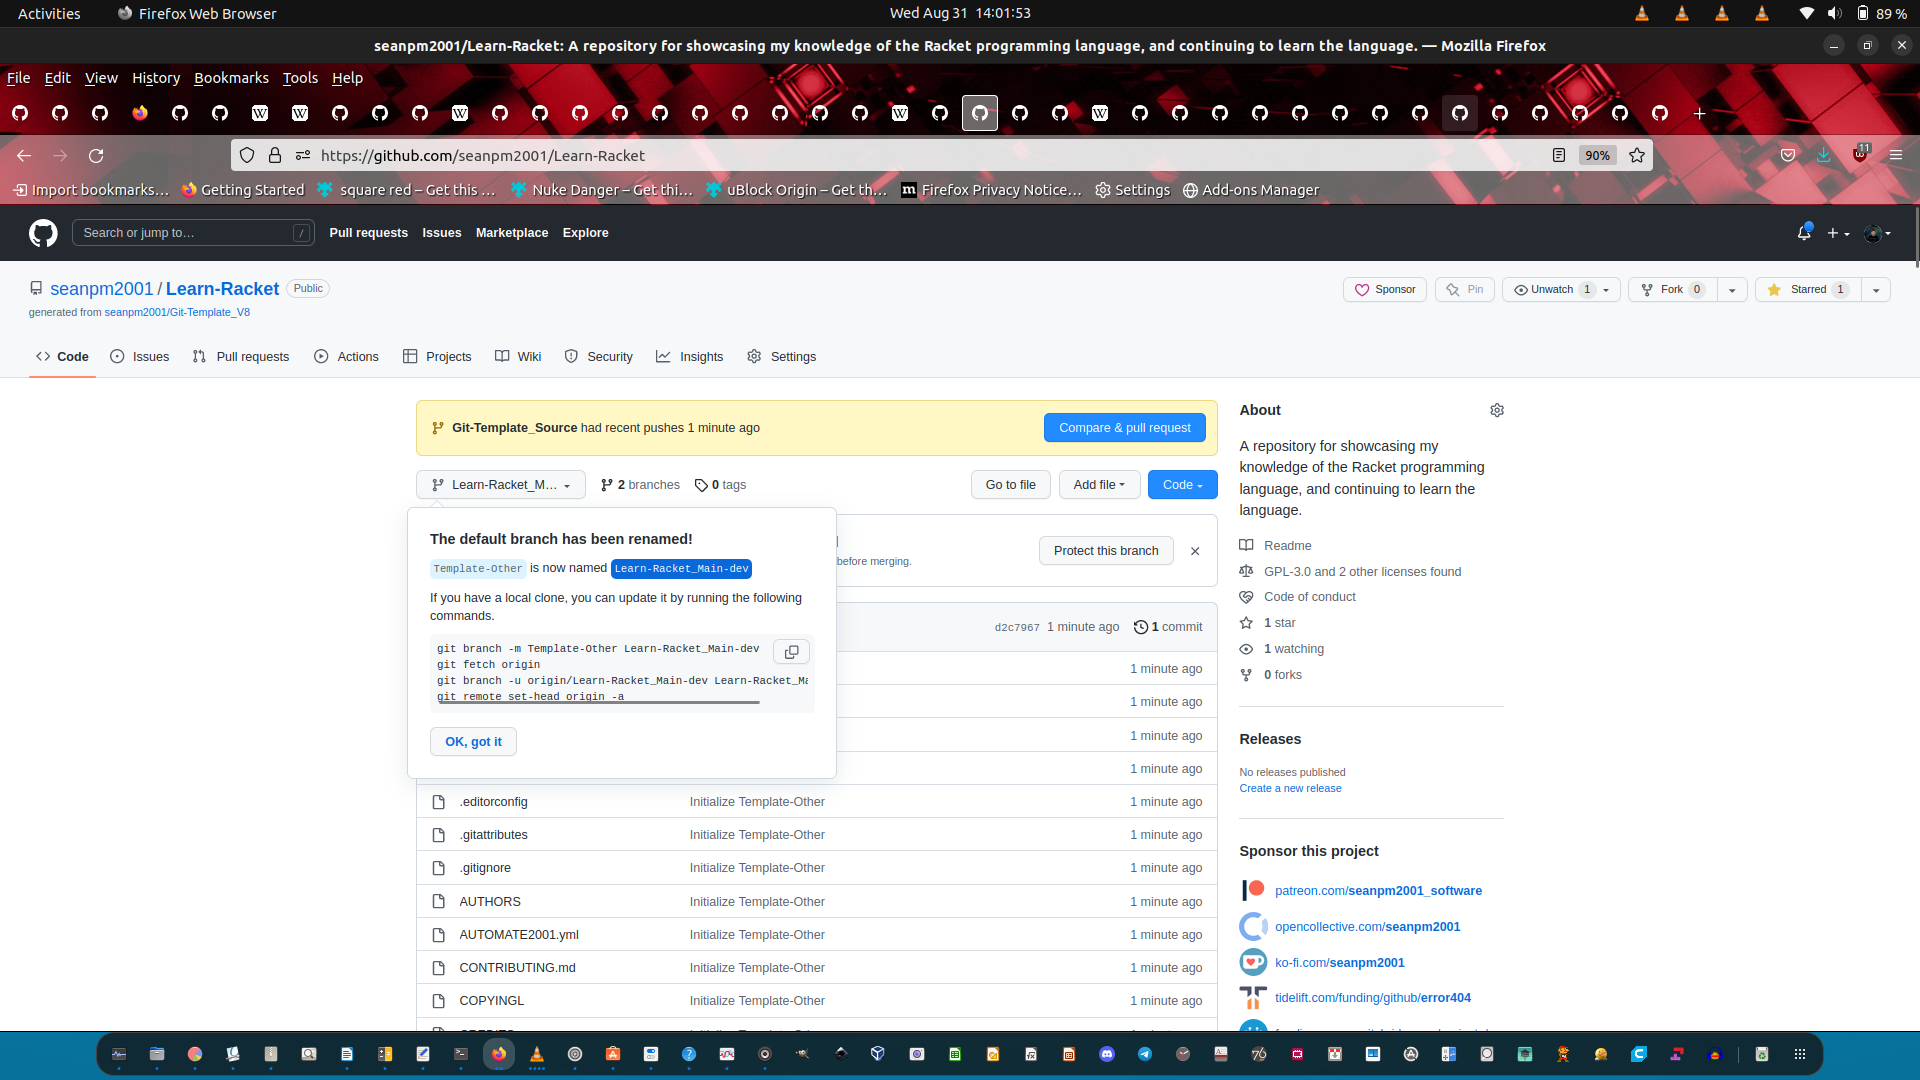 Activities
Firefox Web Browser
Wed Aug 31 14:01:53
89 %
seanpm2001/Learn-Racket: A repository for showcasing my knowledge of the Racket programming language, and continuing to learn the language. — Mozilla Firefox
File Edit View History Bookmarks Tools Help
https://github.com/seanpm2001/Learn-Racket
90%
11
Import bookmarks…
Getting Started
square red – Get this …
Nuke Danger – Get thi…
uBlock Origin – Get th…
Firefox Privacy Notice…
Settings
Add-ons Manager
Search or jump to…
/
Pull requests Issues Marketplace Explore
seanpm2001 / Learn-Racket
Public
generated from seanpm2001/Git-Template_V8
Sponsor
Pin
Unwatch 1
Fork 0
Starred 1
Code
Issues
Pull requests
Actions
Projects
Wiki
Security
Insights
Settings
Git-Template_Source had recent pushes 1 minute ago
Compare & pull request
Learn-Racket_M…
2 branches
0 tags
Go to file
Add file
Code
The default branch has been renamed!
Template-Other is now named Learn-Racket_Main-dev
If you have a local clone, you can update it by running the following
commands.
git branch -m Template-Other Learn-Racket_Main-dev
git fetch origin
git branch -u origin/Learn-Racket_Main-dev Learn-Racket_Ma
git remote set-head origin -a
OK, got it
before merging.
Protect this branch
d2c7967 1 minute ago
1 commit
1 minute ago
1 minute ago
1 minute ago
1 minute ago
.editorconfig Initialize Template-Other 1 minute ago
.gitattributes Initialize Template-Other 1 minute ago
.gitignore Initialize Template-Other 1 minute ago
AUTHORS Initialize Template-Other 1 minute ago
AUTOMATE2001.yml Initialize Template-Other 1 minute ago
CONTRIBUTING.md Initialize Template-Other 1 minute ago
COPYINGL Initialize Template-Other 1 minute ago
About
A repository for showcasing my
knowledge of the Racket programming
language, and continuing to learn the
language.
Readme
GPL-3.0 and 2 other licenses found
Code of conduct
1 star
1 watching
0 forks
Releases
No releases published
Create a new release
Sponsor this project
patreon.com/seanpm2001_software
opencollective.com/seanpm2001
ko-fi.com/seanpm2001
tidelift.com/funding/github/error404